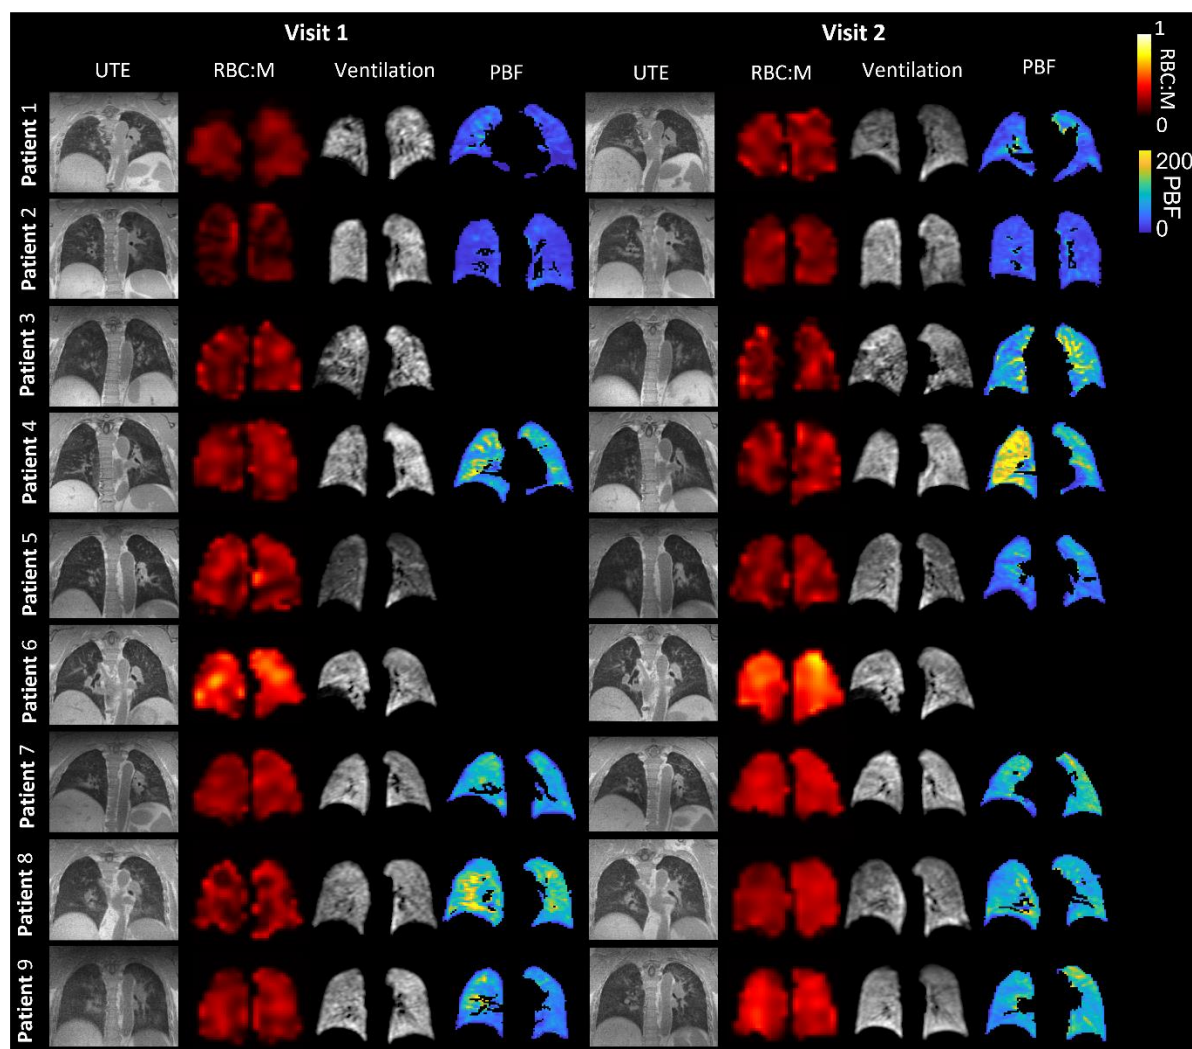 Visit 1
Visit 2
UTE
RBC:M
Ventilation
PBF
UTE
RBC:M
Ventilation
PBF
1
RBC:M
0
200
PBF
0
Patient 1
Patient 2
Patient 3
Patient 4
Patient 5
Patient 6
Patient 7
Patient 8
Patient 9